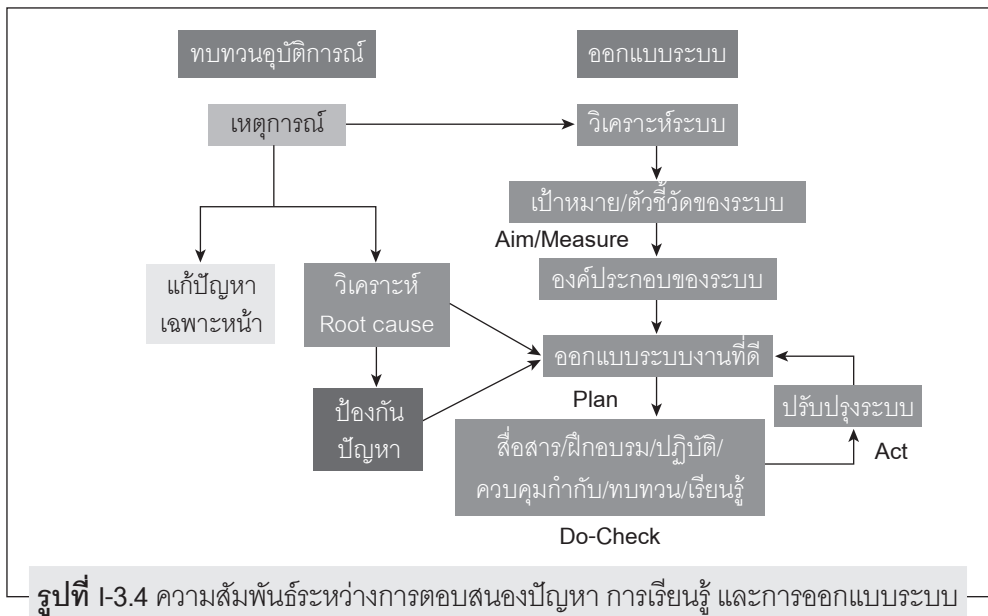 ทบทวนอุบัติการณ์
ออกแบบระบบ
เหตุการณ์
วิเคราะห์ระบบ
เป้าหมาย/ตัวชี้วัดของระบบ
Aim/Measure
องค์ประกอบของระบบ
แก้ปัญหา
เฉพาะหน้า
วิเคราะห์
Root cause
ออกแบบระบบงานที่ดี
Plan
ป้องกัน
ปัญหา
ปรับปรุงระบบ
Act
สื่อสาร/ฝึกอบรม/ปฏิบัติ/
ควบคุมกำกับ/ทบทวน/เรียนรู้
Do-Check
รูปที่ I-3.4 ความสัมพันธ์ระหว่างการตอบสนองปัญหา การเรียนรู้ และการออกแบบระบบ